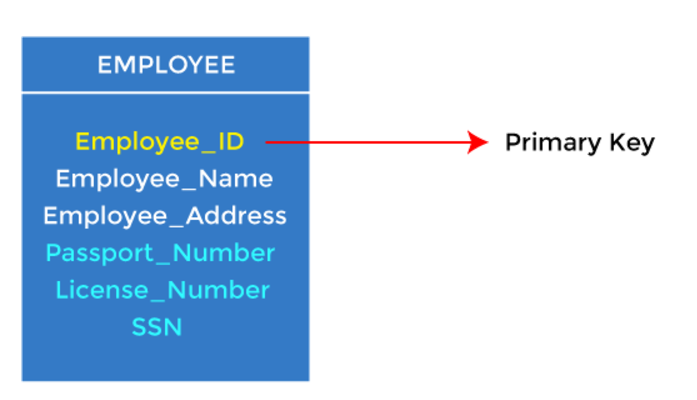 EMPLOYEE
Employee_ID
Primary Key
Employee_Name
Employee_Address
Passport_Number
License_Number
SSN